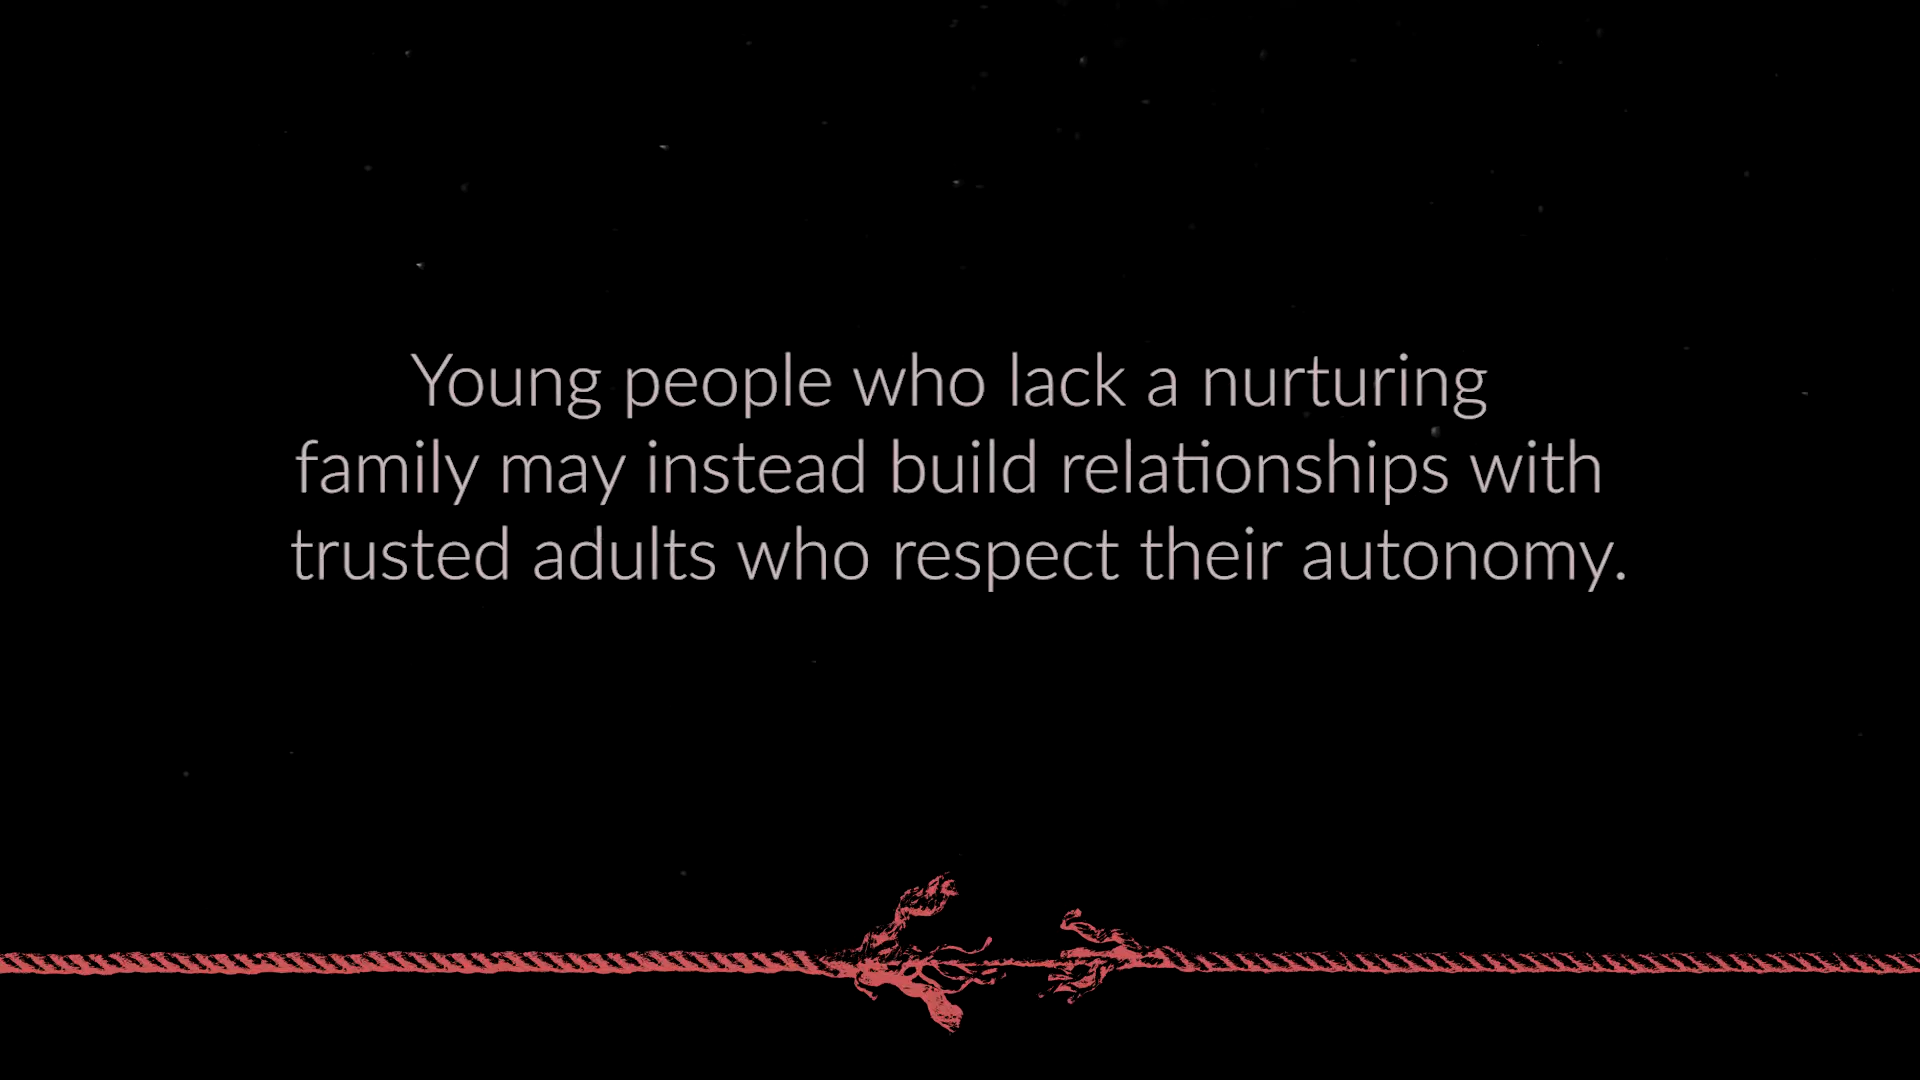 Young people who lack a nurturing
family may instead build relationships with
trusted adults who respect their autonomy.